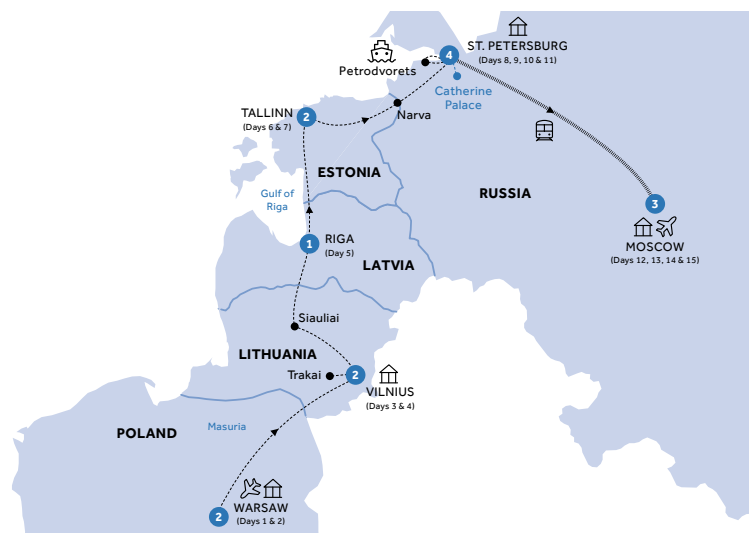 ST. PETERSBURG
(Days 8, 9, 10 & 11)
4
Petrodvorets
Catherine
Palace
Narva
TALLINN
(Days 6 & 7)
2
ESTONIA
Gulf of
Riga
RUSSIA
3
MOSCOW
(Days 12, 13, 14 & 15)
1
RIGA
(Day 5)
LATVIA
Siauliai
LITHUANIA
Trakai
2
VILNIUS
(Days 3 & 4)
POLAND
Masuria
2
WARSAW
(Days 1 & 2)